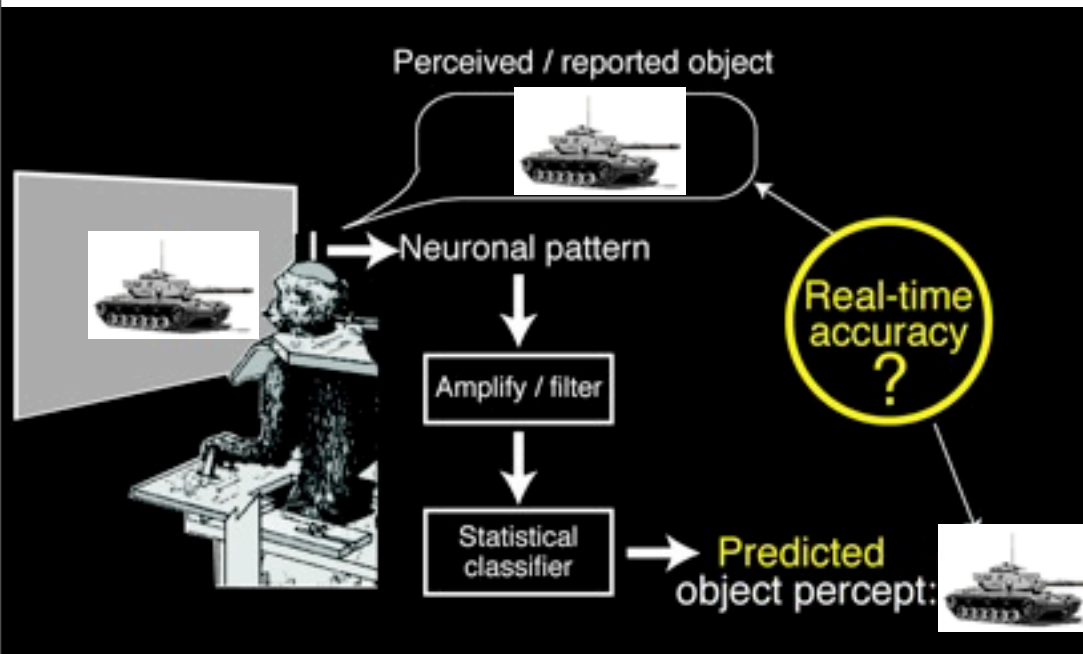 Perceived / reported object
Neuronal pattern
Amplify / filter
Statistical
classifier
Predicted
object percept:
Real-time
accuracy
?